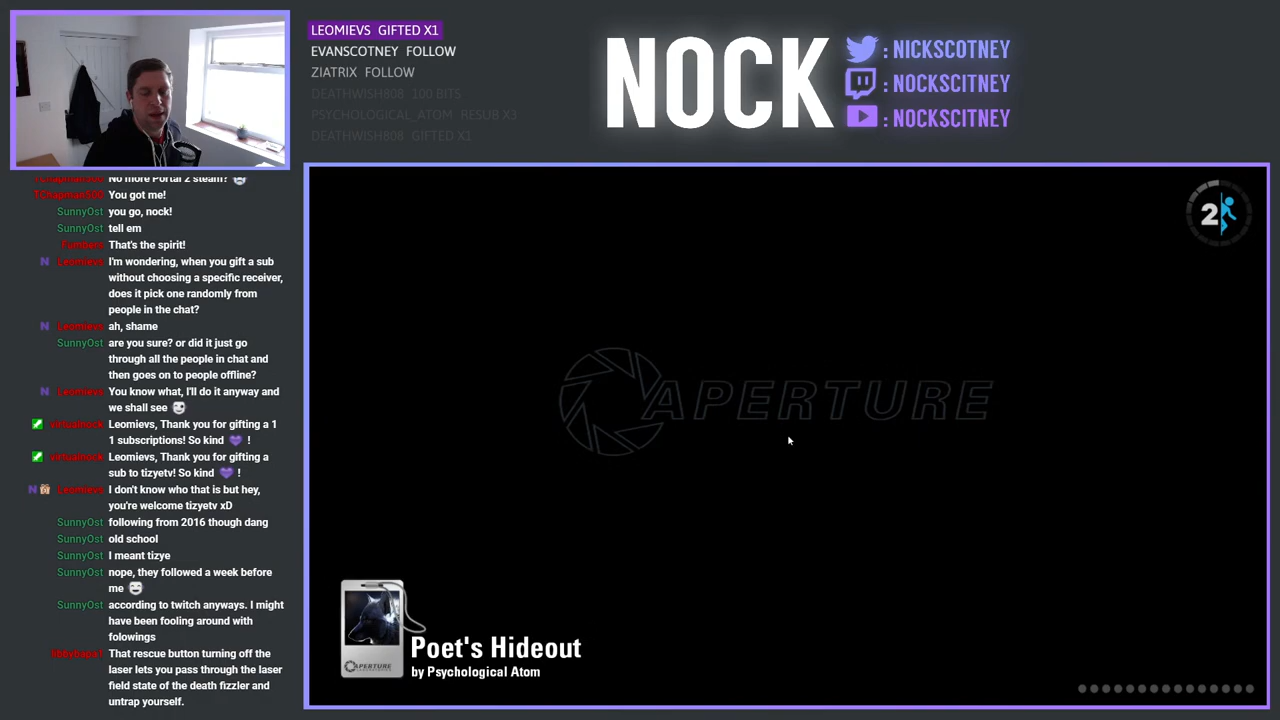 LEOMIEVS GIFTED X1
EVANSCOTNEY FOLLOW
ZIATRIX FOLLOW
DEATHWISH808 100 BITS
PSYCHOLOGICAL_ATOM RESUB X3
DEATHWISH808 GIFTED X1
NOCK
: NICKSCOTNEY
: NOCKSCITNEY
: NOCKSCITNEY
TChapman500 No more Portal 2 steam?
TChapman500 You got me!
SunnyOst you go, nock!
SunnyOst tell em
That's the spirit!
N Leomievs I'm wondering, when you gift a sub
without choosing a specific receiver,
does it pick one randomly from
people in the chat?
N Leomievs ah, shame
SunnyOst are you sure? or did it just go
through all the people in chat and
then goes on to people offline?
N Leomievs You know what, I'll do it anyway and
we shall see
virtualnock Leomievs, Thank you for gifting a 1
1 subscriptions! So kind !
virtualnock Leomievs, Thank you for gifting a
sub to tizyetv! So kind !
N Leomievs I don't know who that is but hey,
you're welcome tizyetv xD
SunnyOst following from 2016 though dang
SunnyOst old school
SunnyOst I meant tizye
SunnyOst nope, they followed a week before
me
SunnyOst according to twitch anyways. I might
have been fooling around with
folowings
That rescue button turning off the
laser lets you pass through the laser
field state of the death fizzler and
untrap yourself.
2
APERTURE
Poet's Hideout
by Psychological Atom
APERTURE